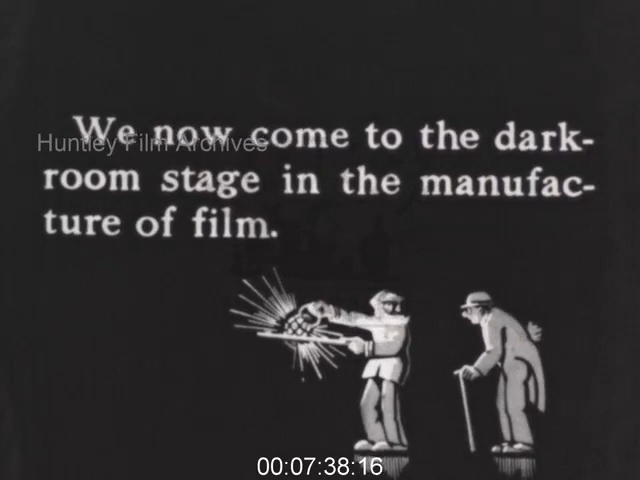 We now come to the dark-
Huntley Film Archives
room stage in the manufac-
ture of film.
00:07:38:16